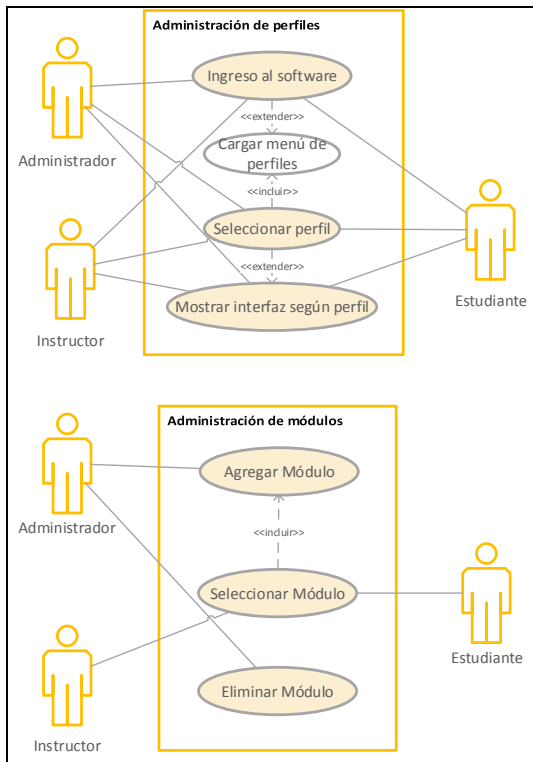 Administración de perfiles
Ingreso al software
<<extender>>
Administrador
Cargar menú de
perfiles
<<incluir>>
Seleccionar perfil
<<extender>>
Mostrar interfaz según perfil
Instructor
Estudiante
Administración de módulos
Agregar Módulo
Administrador
<<incluir>>
Seleccionar Módulo
Estudiante
Eliminar Módulo
Instructor